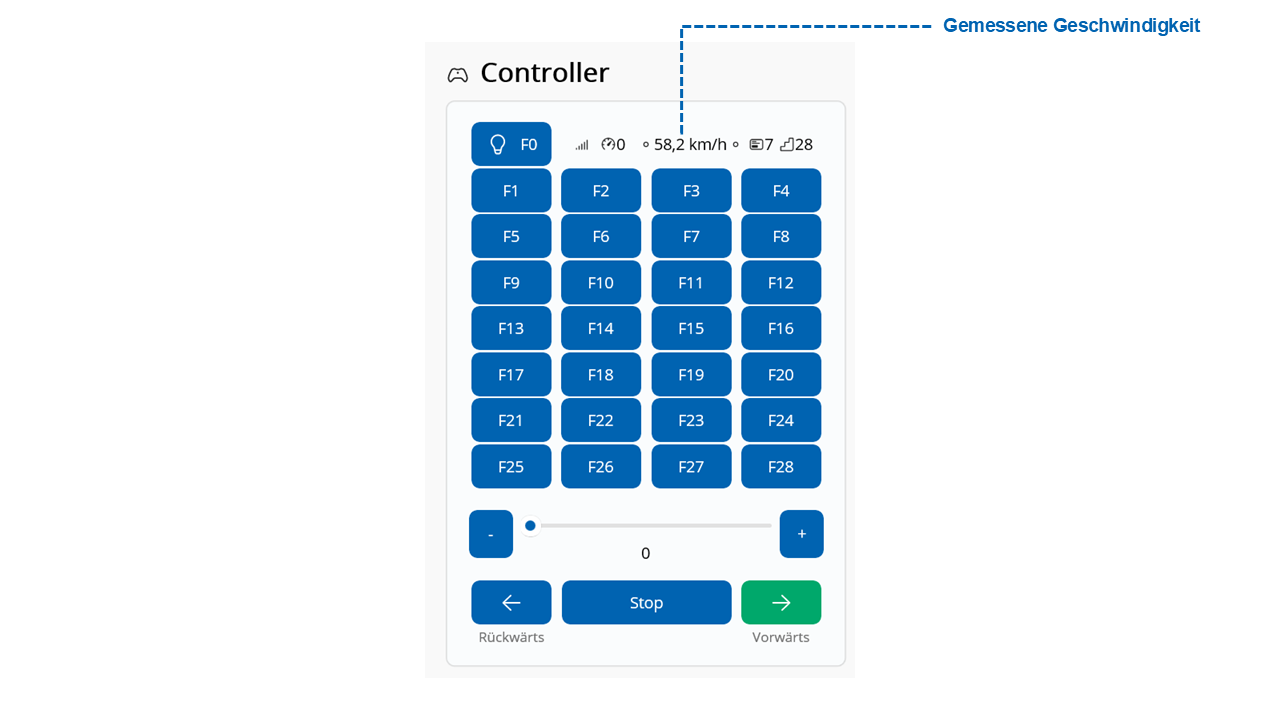 Gemessene Geschwindigkeit
Controller
F0 0 58,2 km/h 7 28
F1 F2 F3 F4
F5 F6 F7 F8
F9 F10 F11 F12
F13 F14 F15 F16
F17 F18 F19 F20
F21 F22 F23 F24
F25 F26 F27 F28
- +
0
Stop
Rückwärts Vorwärts